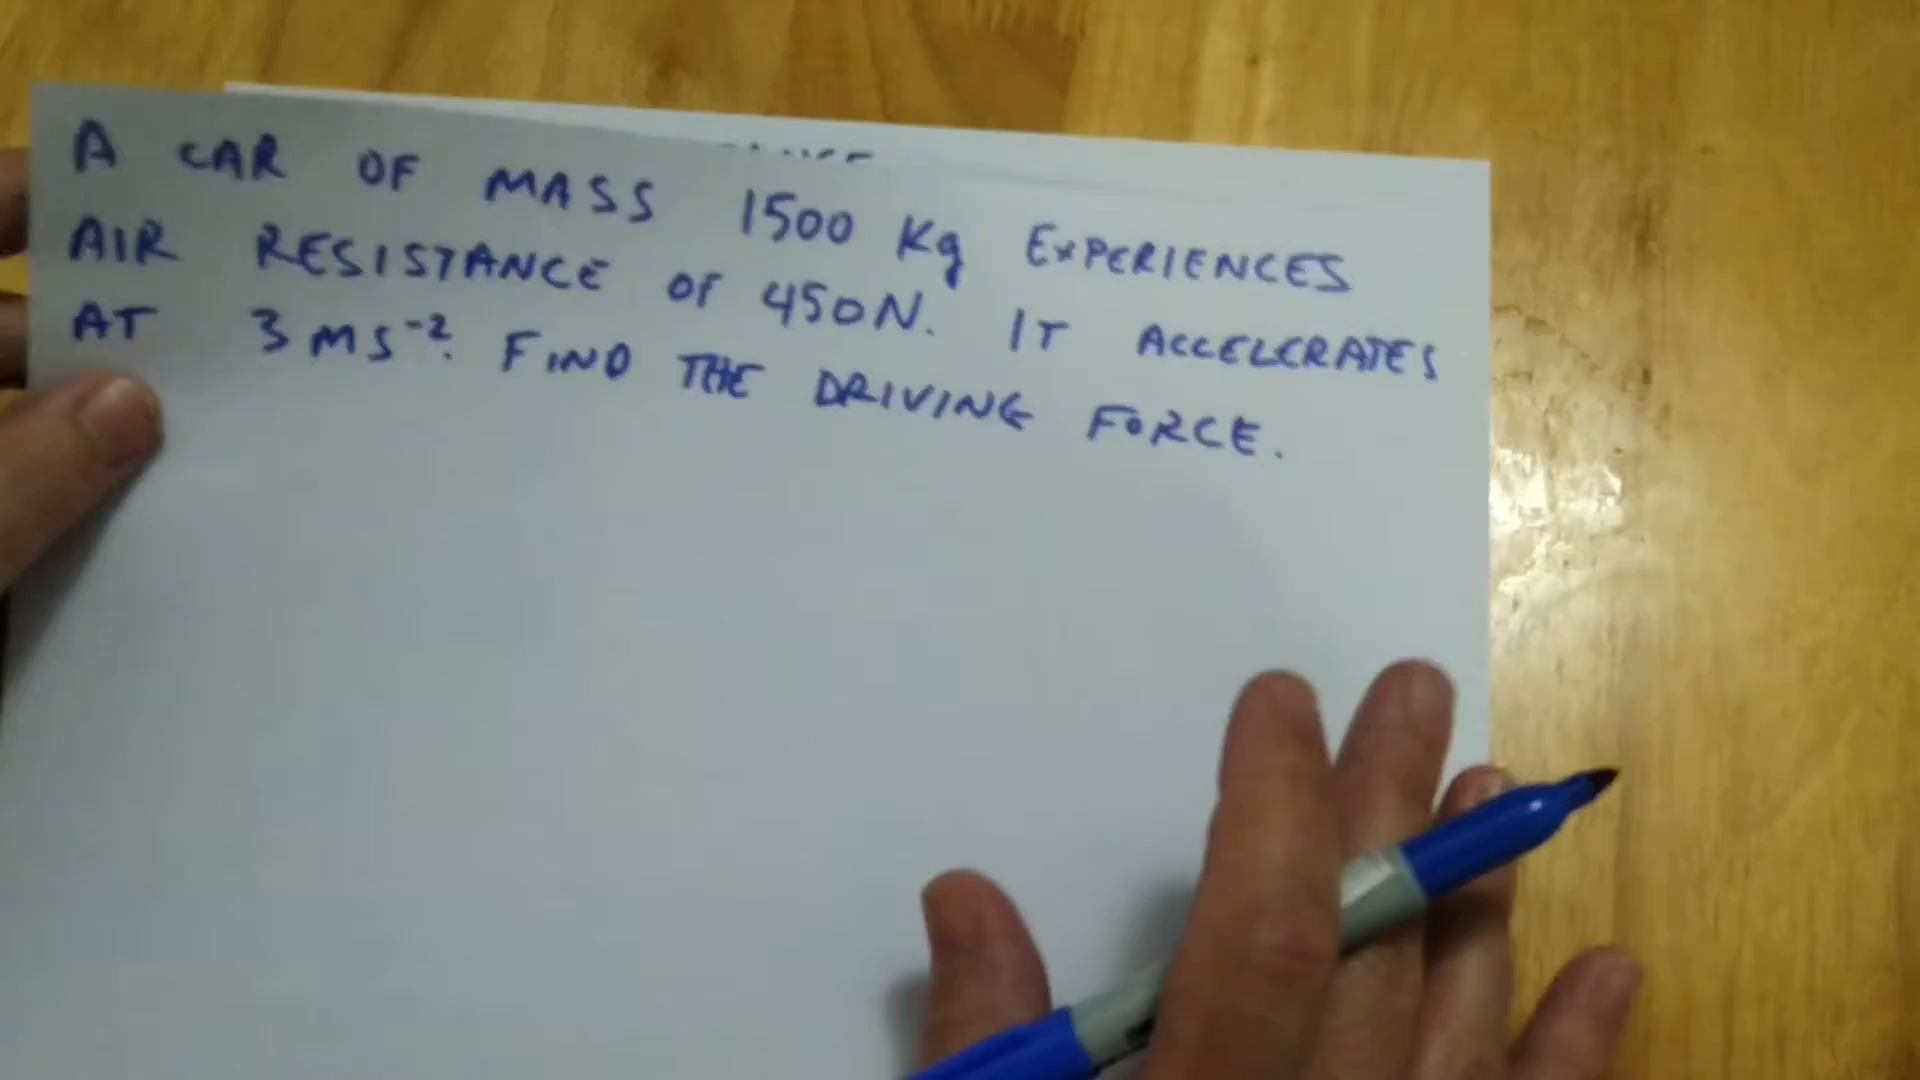 A CAR OF MASS 1500 Kg EXPERIENCES
AIR RESISTANCE OF 450N. IT ACCELERATES
AT 3 MS⁻². FIND THE DRIVING FORCE.